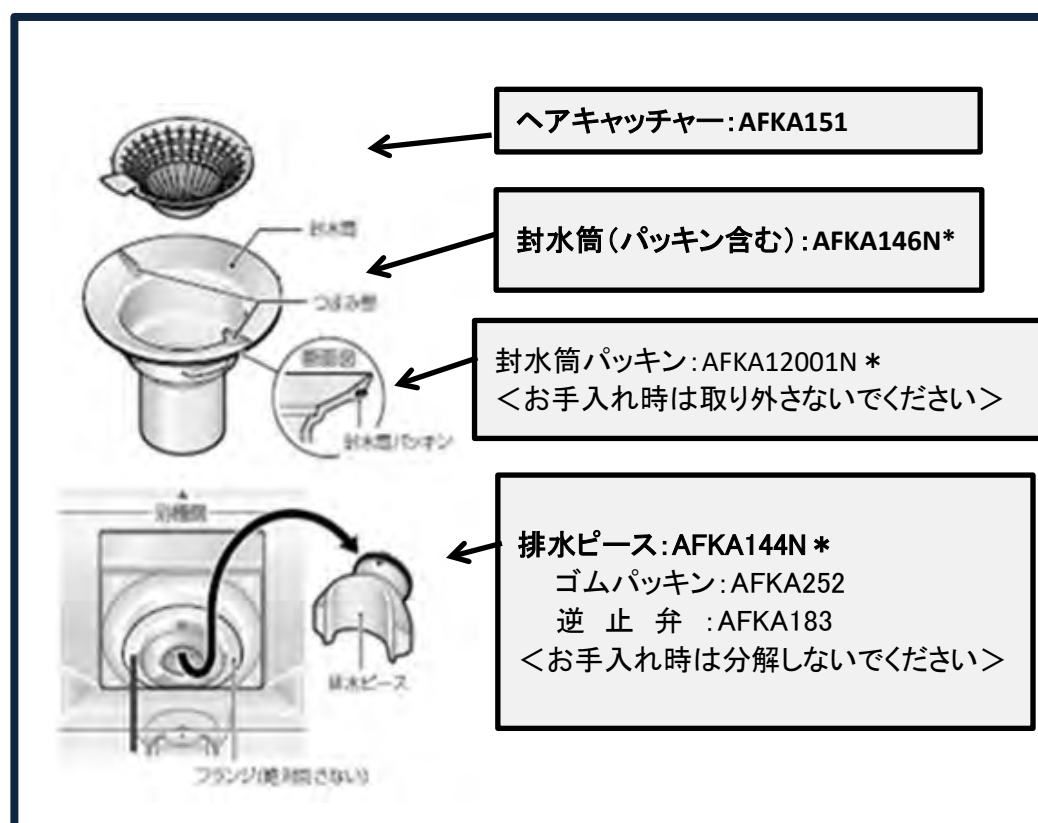 ヘアキャッチャー：AFKA151
封水筒
封水筒（パッキン含む）：AFKA146N*
つまみ部
断面図
封水筒パッキン：AFKA12001N＊
＜お手入れ時は取り外さないでください＞
封水筒パッキン
浴槽側
排水ピース：AFKA144N＊
ゴムパッキン：AFKA252
逆 止 弁 ：AFKA183
＜お手入れ時は分解しないでください＞
排水ピース
フランジ(絶対回さない)